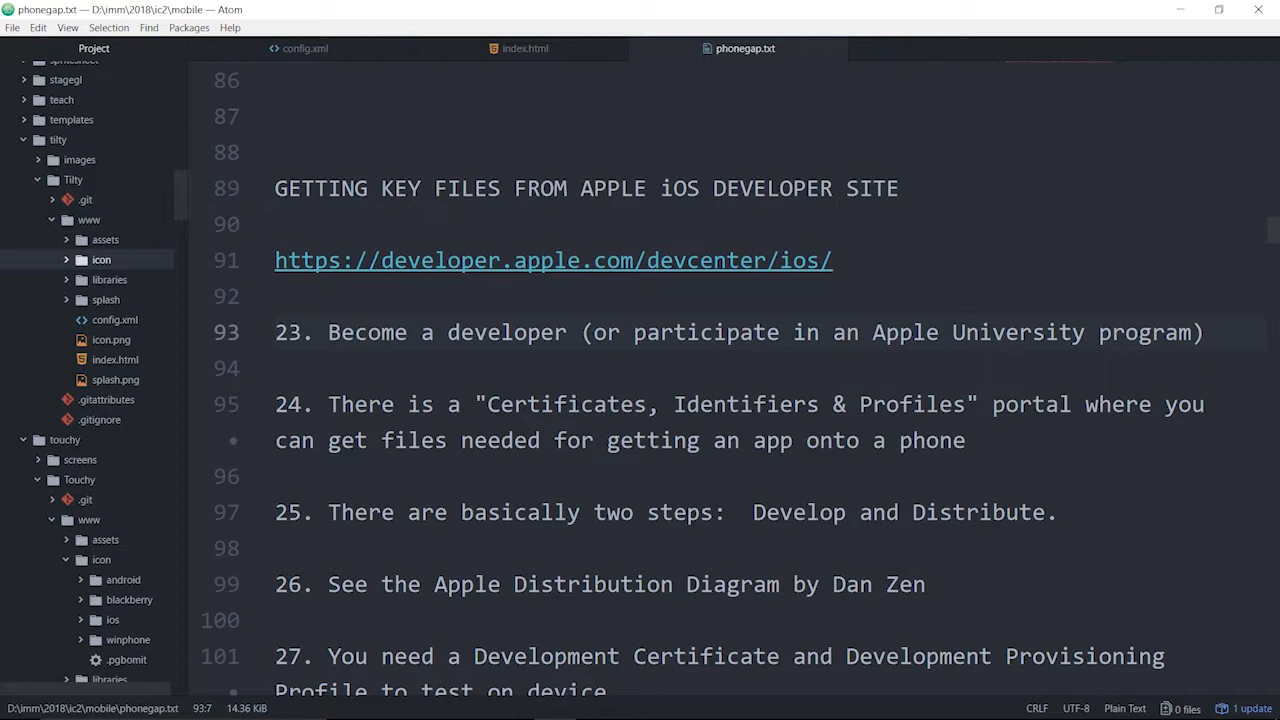 phonegap.txt — D:\imm\2018\ic2\mobile — Atom
File Edit View Selection Find Packages Help
Project
config.xml
index.html
phonegap.txt
spritesheet
stagegl
teach
templates
tilty
images
Tilty
.git
www
assets
icon
libraries
splash
config.xml
icon.png
index.html
splash.png
.gitattributes
.gitignore
touchy
screens
Touchy
.git
www
assets
icon
android
blackberry
ios
winphone
.pgbomit
libraries
86
87
88
89 GETTING KEY FILES FROM APPLE iOS DEVELOPER SITE
90
91 https://developer.apple.com/devcenter/ios/
92
93 23. Become a developer (or participate in an Apple University program)
94
95 24. There is a "Certificates, Identifiers & Profiles" portal where you
• can get files needed for getting an app onto a phone
96
97 25. There are basically two steps:  Develop and Distribute.
98
99 26. See the Apple Distribution Diagram by Dan Zen
100
101 27. You need a Development Certificate and Development Provisioning
• Profile to test on device
D:\imm\2018\ic2\mobile\phonegap.txt 93:7 14.36 KiB CRLF UTF-8 Plain Text 0 files 1 update